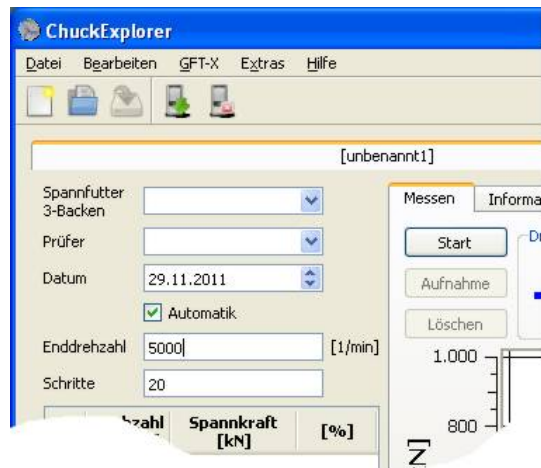 ChuckExplorer
Datei Bearbeiten GFT-X Extras Hilfe
[unbenannt1]
Spannfutter
3-Backen
Prüfer
Datum 29.11.2011
Automatik
Enddrehzahl 5000 [1/min]
Schritte 20
Spannkraft
[kN] [%]
Messen
Start
Aufnahme
Löschen
1.000
800